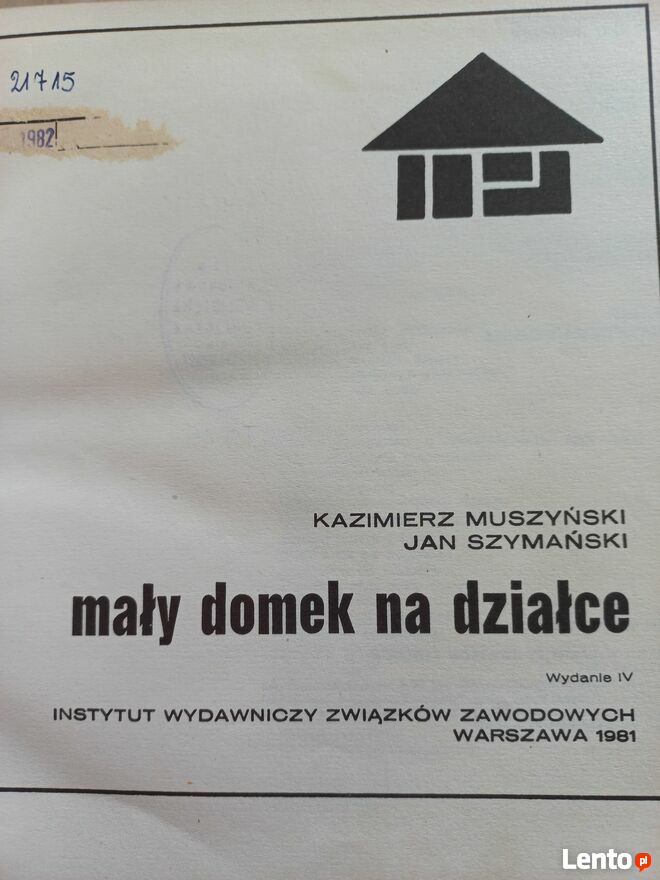 21715
1982
KAZIMIERZ MUSZYŃSKI
JAN SZYMAŃSKI
mały domek na działce
Wydanie IV
INSTYTUT WYDAWNICZY ZWIĄZKÓW ZAWODOWYCH
WARSZAWA 1981
Lento.pl